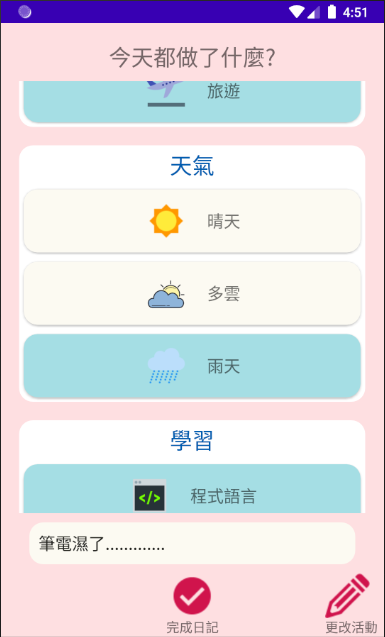 4:51
今天都做了什麼?
旅遊
天氣
晴天
多雲
雨天
學習
</>
程式語言
筆電濕了.............
完成日記
更改活動